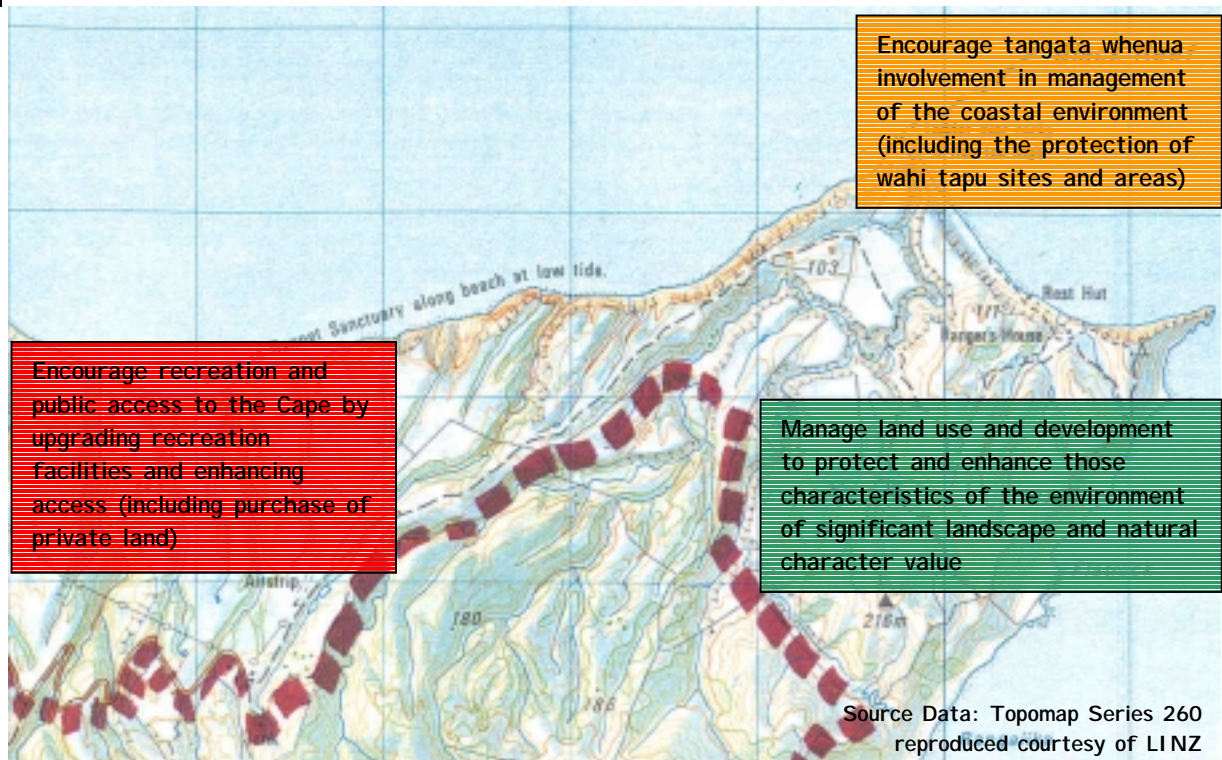 Encourage tangata whenua
involvement in management
of the coastal environment
(including the protection of
wahi tapu sites and areas)
Sanctuary along beach at low tide.
103
Rest Hut
Ranger's House
Encourage recreation and
public access to the Cape by
upgrading recreation
facilities and enhancing
access (including purchase of
private land)
Manage land use and development
to protect and enhance those
characteristics of the environment
of significant landscape and natural
character value
Airstrip
180
216m
186
Source Data: Topomap Series 260
reproduced courtesy of LINZ